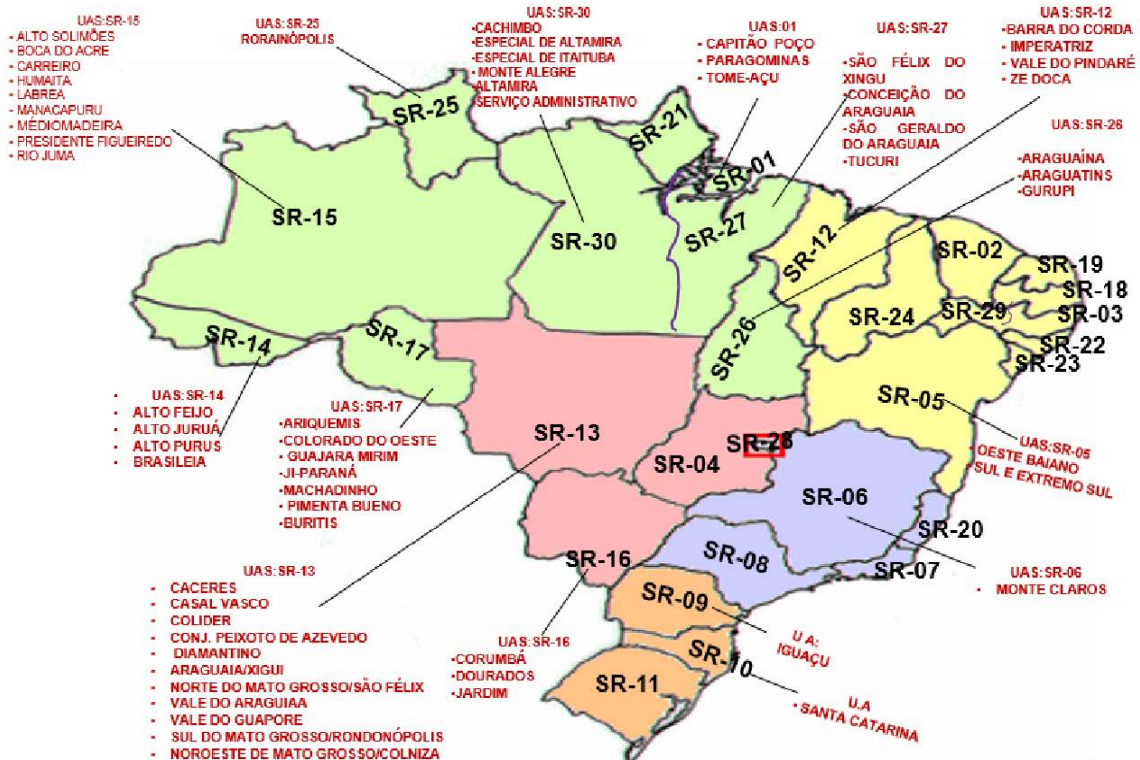 UAS:SR-15
- ALTO SOLIMÕES
- BOCA DO ACRE
- CARREIRO
- HUMAITA
- LABREA
- MANACAPURU
- MÉDIOMADEIRA
- PRESIDENTE FIGUEIREDO
- RIO JUMA
UAS:SR-25
RORAINÓPOLIS
UAS:SR-30
•CACHIMBO
•ESPECIAL DE ALTAMIRA
•ESPECIAL DE ITAITUBA
•MONTE ALEGRE
ALTAMIRA
SERVIÇO ADMINISTRATIVO
UAS:01
• CAPITÃO POÇO
• PARAGOMINAS
• TOME-AÇU
UAS:SR-27
•SÃO FÉLIX DO
XINGU
•CONCEIÇÃO DO
ARAGUAIA
•SÃO GERALDO
DO ARAGUAIA
•TUCURI
UAS:SR-12
•BARRA DO CORDA
• IMPERATRIZ
• VALE DO PINDARÉ
• ZE DOCA
UAS:SR-26
•ARAGUAÍNA
•ARAGUATINS
•GURUPI
SR-25
SR-21
SR-01
SR-15
SR-30
SR-27
SR-12
SR-02
SR-19
SR-18
SR-29
SR-03
SR-24
SR-22
SR-23
SR-26
SR-14
SR-17
SR-05
SR-13
SR-28
SR-04
SR-06
SR-20
SR-16
SR-08
SR-07
SR-09
SR-10
SR-11
UAS:SR-14
• ALTO FEIJO
• ALTO JURUÁ
• ALTO PURUS
• BRASILEIA
UAS:SR-17
•ARIQUEMIS
•COLORADO DO OESTE
• GUAJARA MIRIM
•JI-PARANÁ
•MACHADINHO
• PIMENTA BUENO
•BURITIS
UAS:SR-05
•OESTE BAIANO
•SUL E EXTREMO SUL
UAS:SR-06
• MONTE CLAROS
UAS:SR-13
- CACERES
- CASAL VASCO
- COLIDER
- CONJ. PEIXOTO DE AZEVEDO
- DIAMANTINO
- ARAGUAIA/XIGUI
- NORTE DO MATO GROSSO/SÃO FÉLIX
- VALE DO ARAGUIAA
- VALE DO GUAPORE
- SUL DO MATO GROSSO/RONDONÓPOLIS
- NOROESTE DE MATO GROSSO/COLNIZA
UAS:SR-16
•CORUMBÁ
•DOURADOS
•JARDIM
U A:
IGUAÇU
U.A
• SANTA CATARINA